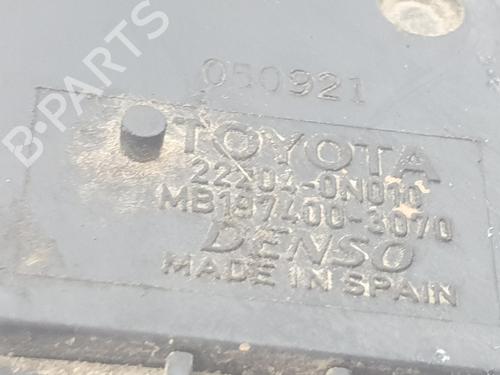 B-PARTS
050921
TOYOTA
22204-0N010
MB197400-3070
DENSO
MADE IN SPAIN